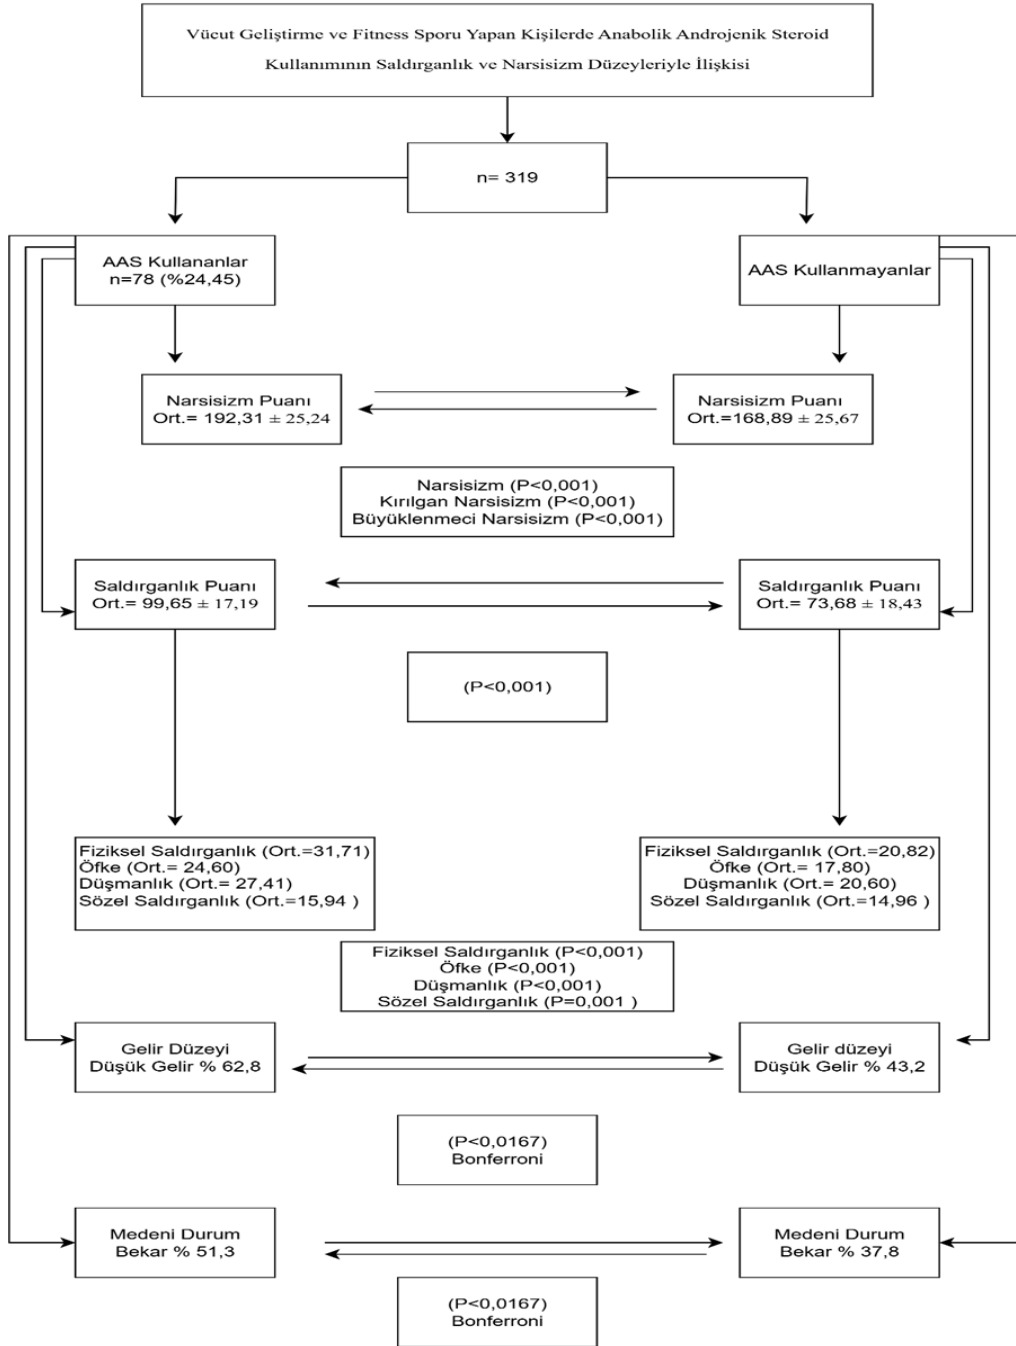 Vücut Geliştirme ve Fitness Sporu Yapan Kişilerde Anabolik Androjenik Steroid
Kullanımının Saldırganlık ve Narsisizm Düzeyleriyle İlişkisi
n= 319
AAS Kullananlar
n=78 (%24,45)
AAS Kullanmayanlar
Narsisizm Puanı
Ort.= 192,31 ± 25,24
Narsisizm Puanı
Ort.=168,89 ± 25,67
Narsisizm (P<0,001)
Kırılgan Narsisizm (P<0,001)
Büyüklenmeci Narsisizm (P<0,001)
Saldırganlık Puanı
Ort.= 99,65 ± 17,19
Saldırganlık Puanı
Ort.= 73,68 ± 18,43
(P<0,001)
Fiziksel Saldırganlık (Ort.=31,71)
Öfke (Ort.= 24,60)
Düşmanlık (Ort.= 27,41)
Sözel Saldırganlık (Ort.=15,94 )
Fiziksel Saldırganlık (Ort.=20,82)
Öfke (Ort.= 17,80)
Düşmanlık (Ort.= 20,60)
Sözel Saldırganlık (Ort.=14,96 )
Fiziksel Saldırganlık (P<0,001)
Öfke (P<0,001)
Düşmanlık (P<0,001)
Sözel Saldırganlık (P=0,001 )
Gelir Düzeyi
Düşük Gelir % 62,8
Gelir düzeyi
Düşük Gelir % 43,2
(P<0,0167)
Bonferroni
Medeni Durum
Bekar % 51,3
Medeni Durum
Bekar % 37,8
(P<0,0167)
Bonferroni